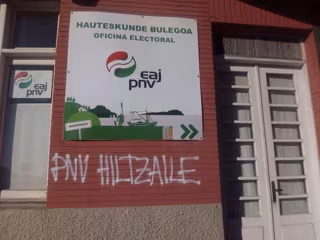 HAUTESKUNDE BULEGOA
OFICINA ELECTORAL
eaj
pnv
eaj
pnv
PNV HILTZAILE